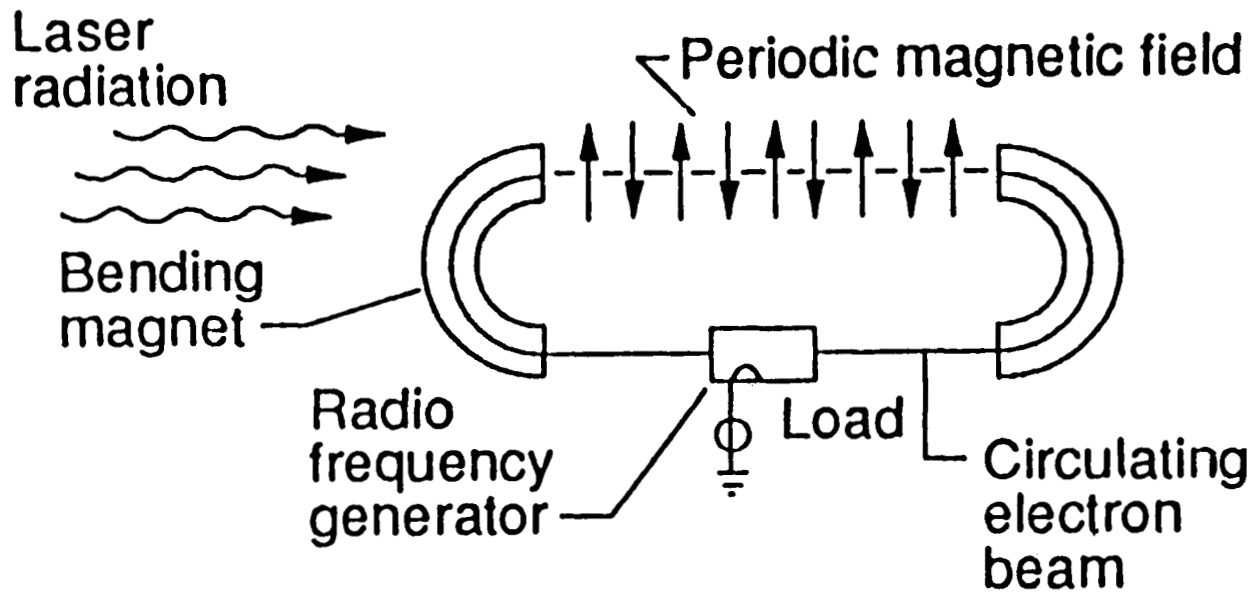 Laser
radiation
Periodic magnetic field
Bending
magnet
Radio
frequency
generator
Load
Circulating
electron
beam